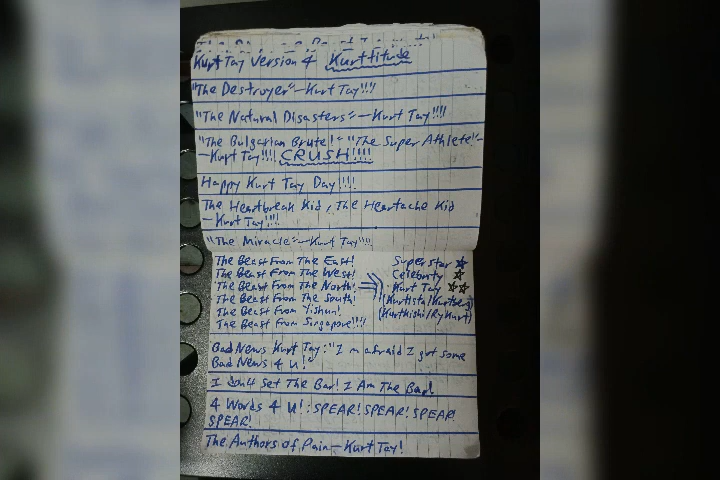 Kurt Tay Version 4 Kurttitude
"The Destroyer"-Kurt Tay!!!!
"The Natural Disasters"-Kurt Tay!!!!
"The Bulgarian Brute!-"The Super Athlete!"-
-Kurt Tay!!!! CRUSH!!!!
Happy Kurt Tay Day!!!!
The Heartbreak Kid, The Heartache Kid
-Kurt Tay!!!!
"The Miracle"-Kurt Tay!!!!
The Beast From The East!
The Beast From The West!
The Beast From The North!
The Beast From The South!
The Beast From Yishun!
The Beast From Singapore!!!!
Superstar ☆
Celebrity ☆
Kurt Tay ☆☆
(Kurtista/Kurtberg)
(Kurtkishi/RyKurt)
Bad News Kurt Tay:"I'm afraid I got some
Bad News 4 U!"
I don't Set The Bar! I Am The Bar!
4 Words 4 U!:SPEAR! SPEAR! SPEAR!
SPEAR!
The Authors of Pain-Kurt Tay!